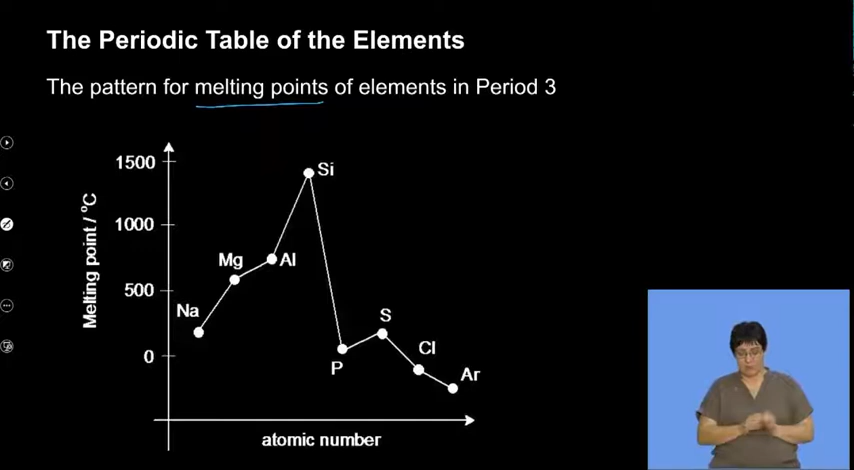 The Periodic Table of the Elements
The pattern for melting points of elements in Period 3
1500
1000
500
0
Melting point / °C
Na
Mg
Al
Si
P
S
Cl
Ar
atomic number